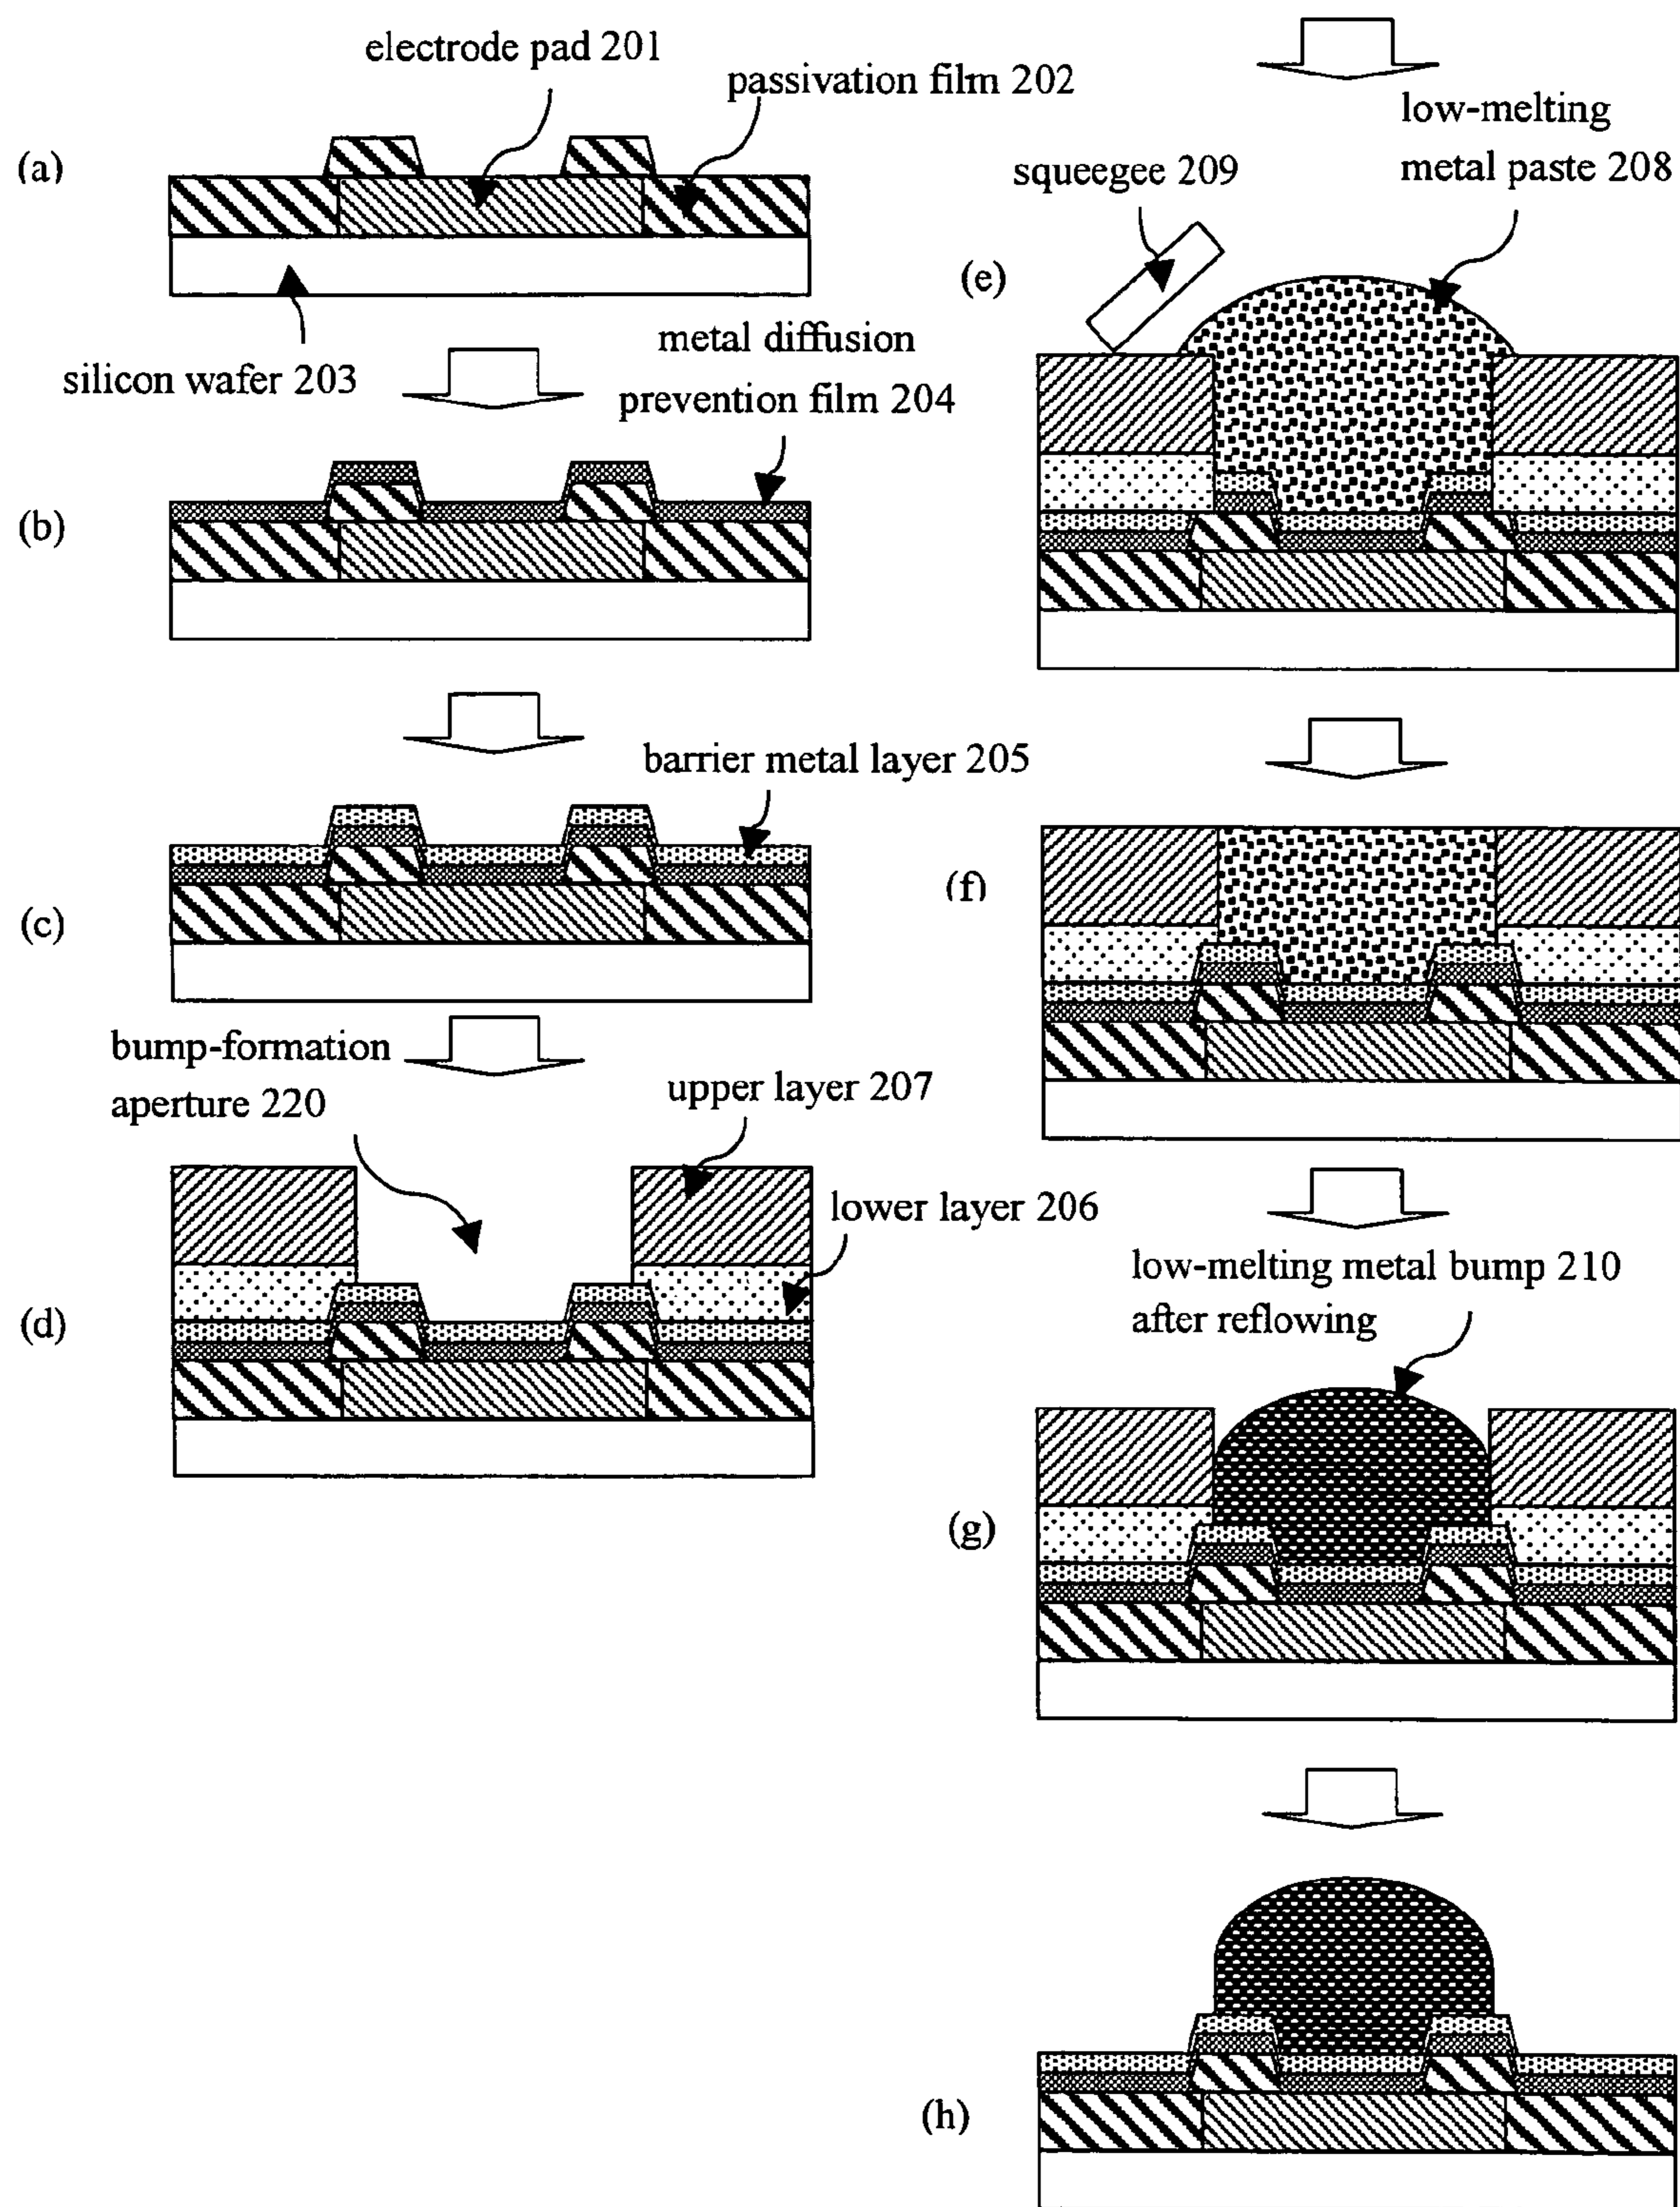 electrode pad 201
passivation film 202
(a)
silicon wafer 203
metal diffusion
prevention film 204
(b)
barrier metal layer 205
(c)
bump-formation
aperture 220
upper layer 207
lower layer 206
(d)
low-melting
metal paste 208
squeegee 209
(e)
(f)
low-melting metal bump 210
after reflowing
(g)
(h)